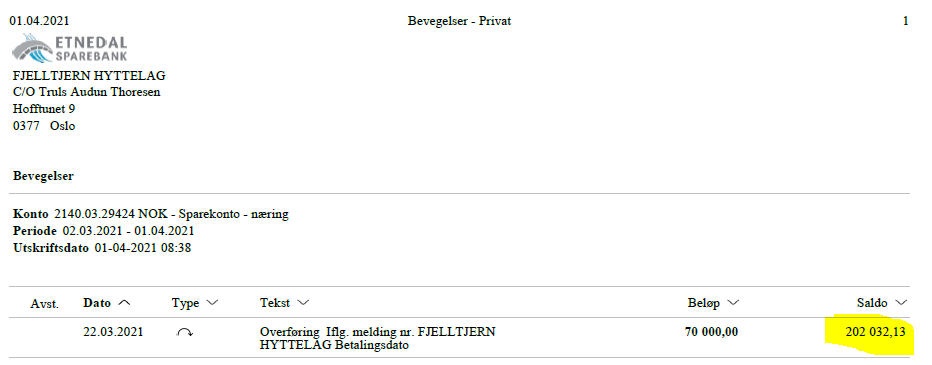 01.04.2021 Bevegelser - Privat 1
ETNEDAL
SPAREBANK
FJELLTJERN HYTTELAG
C/O Truls Audun Thoresen
Hofftunet 9
0377 Oslo
Bevegelser
Konto 2140.03.29424 NOK - Sparekonto - næring
Periode 02.03.2021 - 01.04.2021
Utskriftsdato 01-04-2021 08:38
Avst. Dato Type Tekst Beløp Saldo
22.03.2021 Overføring Iflg. melding nr. FJELLTJERN 70 000,00 202 032,13
HYTTELAG Betalingsdato